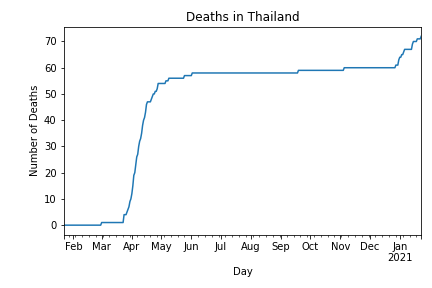 Deaths in Thailand
Number of Deaths
70
60
50
40
30
20
10
0
Feb Mar Apr May Jun Jul Aug Sep Oct Nov Dec Jan
2021
Day